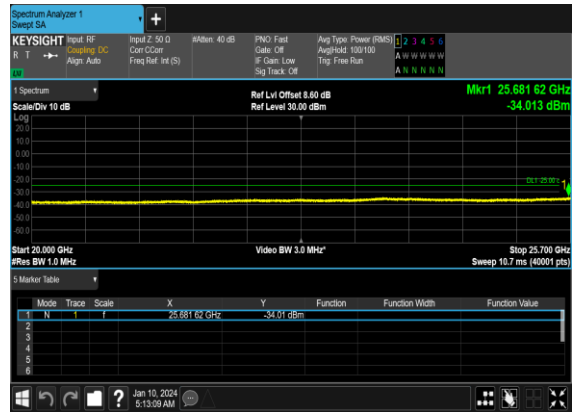 Spectrum Analyzer 1
Swept SA
+
KEYSIGHT Input: RF Input Z: 50 Ω #Atten: 40 dB PNO: Fast Avg Type: Power (RMS) 1 2 3 4 5 6
R T Coupling: DC Corr CCorr Gate: Off Avg|Hold: 100/100 A W W W W W
Align: Auto Freq Ref: Int (S) IF Gain: Low Trig: Free Run
LXI Sig Track: Off A N N N N N
1 Spectrum Ref Lvl Offset 8.60 dB Mkr1 25.681 62 GHz
Scale/Div 10 dB Ref Level 30.00 dBm -34.013 dBm
Log
20.0
10.0
0.00
-10.0
-20.0
DL1 -25.00
1
-30.0
-40.0
-50.0
-60.0
Start 20.000 GHz Video BW 3.0 MHz* Stop 25.700 GHz
#Res BW 1.0 MHz Sweep 10.7 ms (40001 pts)
5 Marker Table
Mode Trace Scale X Y Function Function Width Function Value
1 N 1 f 25.681 62 GHz -34.01 dBm
2
3
4
5
6
? Jan 10, 2024
5:13:09 AM